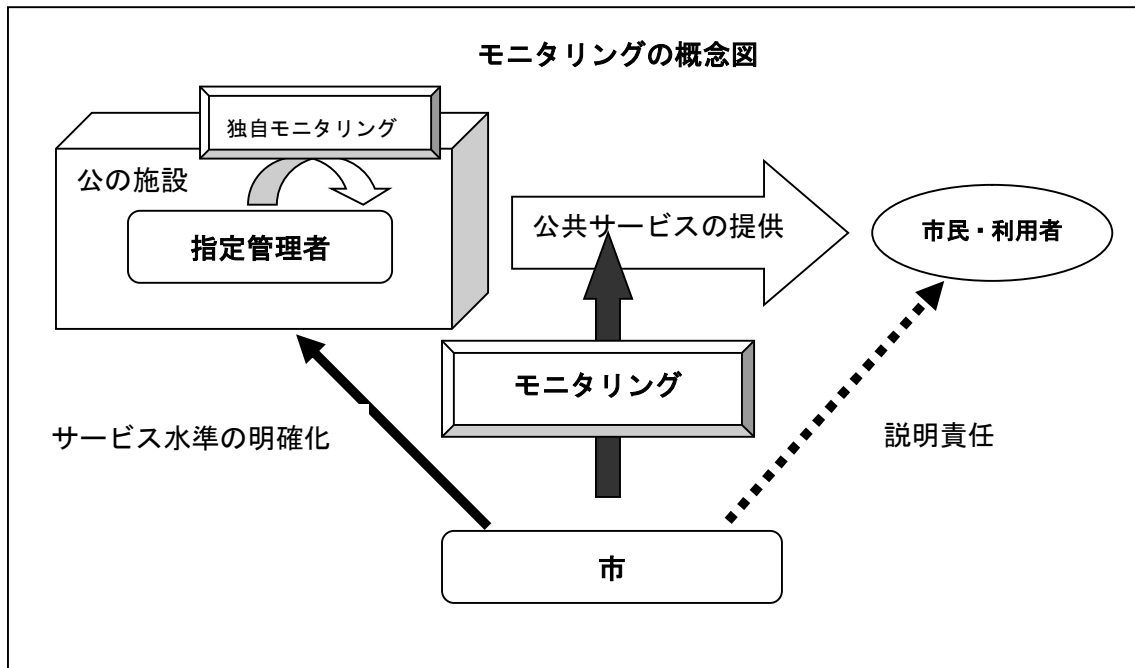 モニタリングの概念図
独自モニタリング
公の施設
指定管理者
公共サービスの提供
市民・利用者
モニタリング
サービス水準の明確化
説明責任
市